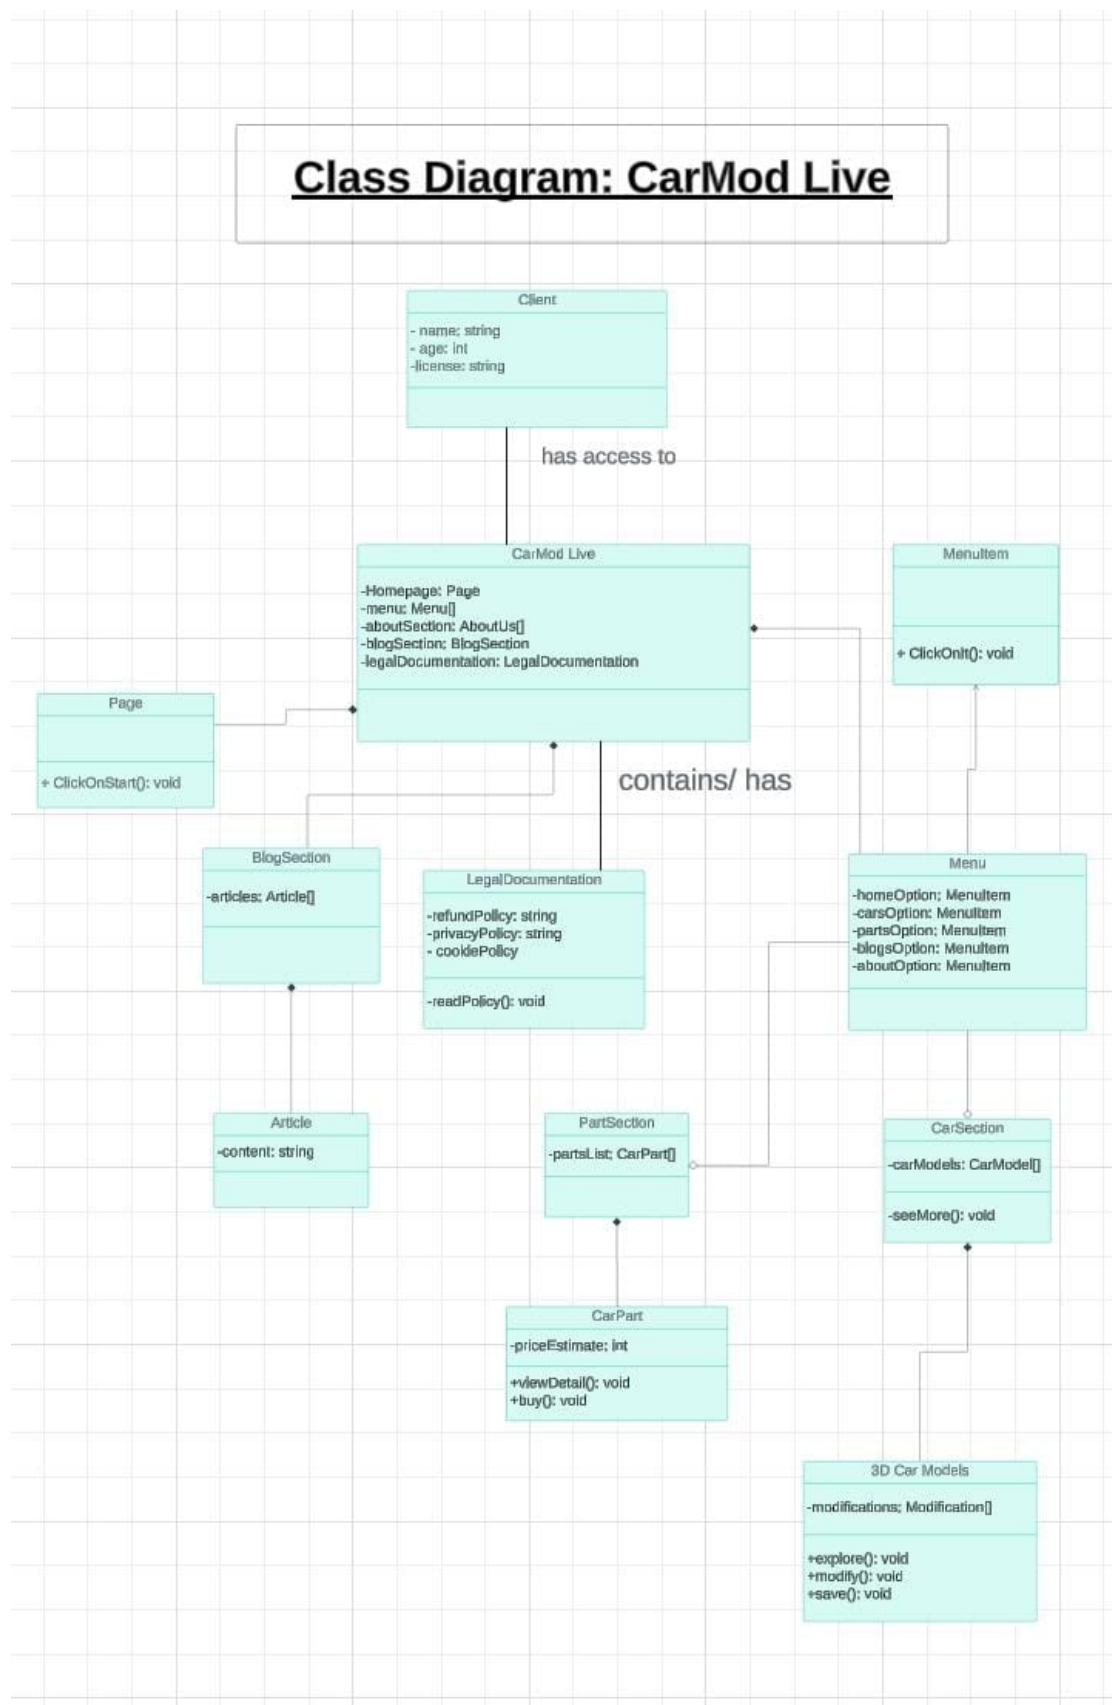 Class Diagram: CarMod Live
Client
- name: string
- age: int
-license: string
has access to
CarMod Live
-Homepage: Page
-menu: Menu[]
-aboutSection: AboutUs[]
-blogSection: BlogSection
-legalDocumentation: LegalDocumentation
MenuItem
+ ClickOnIt(): void
Page
+ ClickOnStart(): void
contains/ has
BlogSection
-articles: Article[]
LegalDocumentation
-refundPolicy: string
-privacyPolicy: string
- cookiePolicy
-readPolicy(): void
Menu
-homeOption: MenuItem
-carsOption: MenuItem
-partsOption: MenuItem
-blogsOption: MenuItem
-aboutOption: MenuItem
Article
-content: string
PartSection
-partsList: CarPart[]
CarSection
-carModels: CarModel[]
-seeMore(): void
CarPart
-priceEstimate: int
+viewDetail(): void
+buy(): void
3D Car Models
-modifications: Modification[]
+explore(): void
+modify(): void
+save(): void